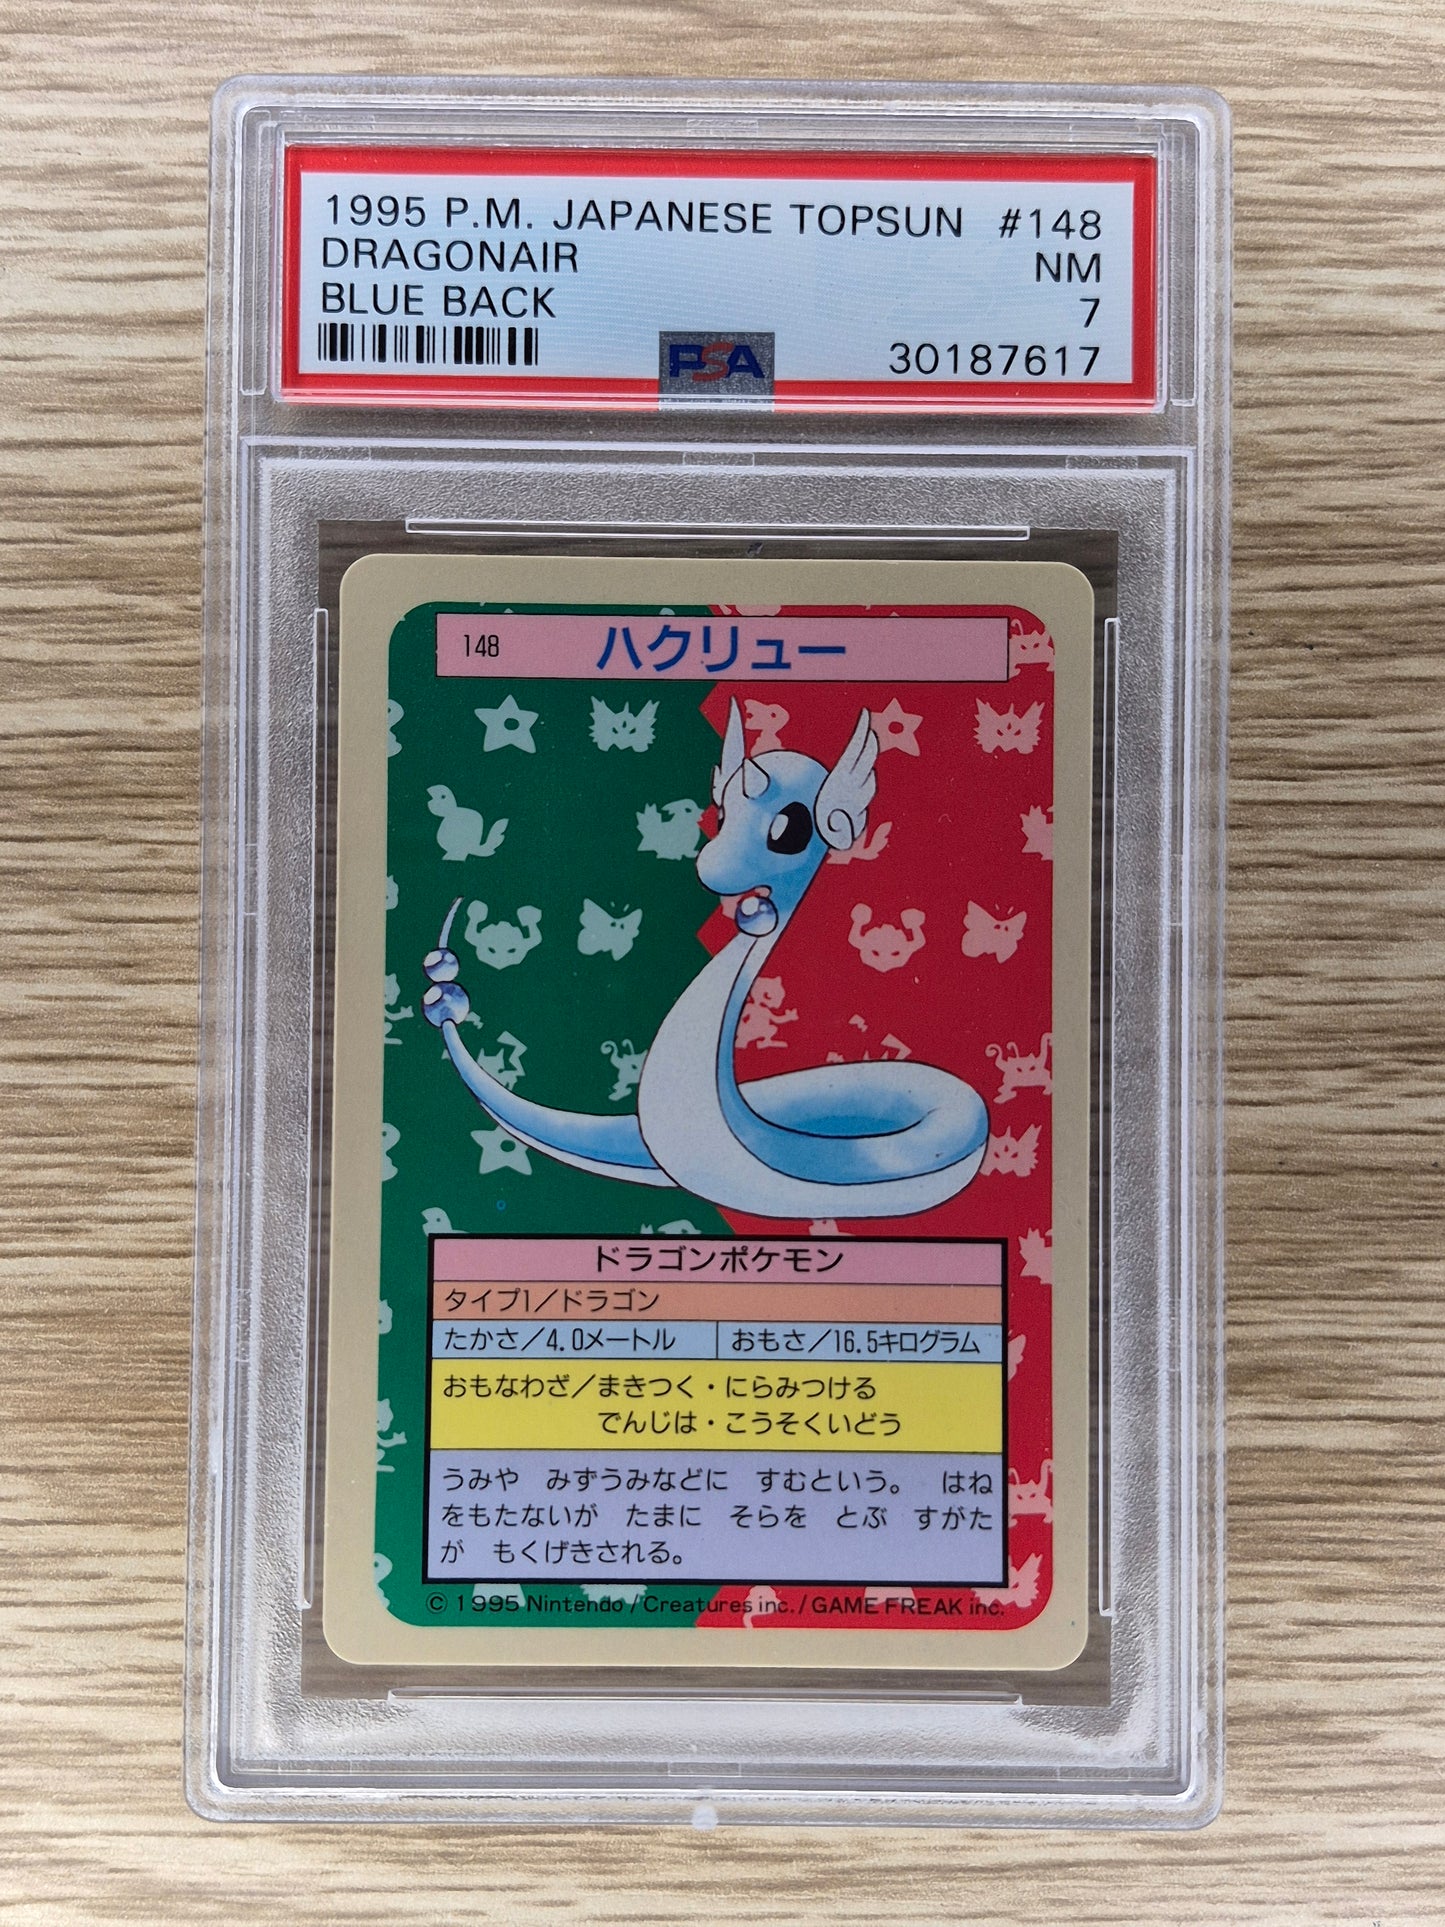 1995 P.M. JAPANESE TOPSUN #148
DRAGONAIR NM
BLUE BACK 7
PSA 30187617
148 ハクリュー
ドラゴンポケモン
タイプ1／ドラゴン
たかさ／4.0メートル おもさ／16.5キログラム
おもなわざ／まきつく・にらみつける
でんじは・こうそくいどう
うみや　みずうみなどに　すむという。　はね
をもたないが　たまに　そらを　とぶ　すがた
が　もくげきされる。
© 1995 Nintendo / Creatures inc. / GAME FREAK inc.